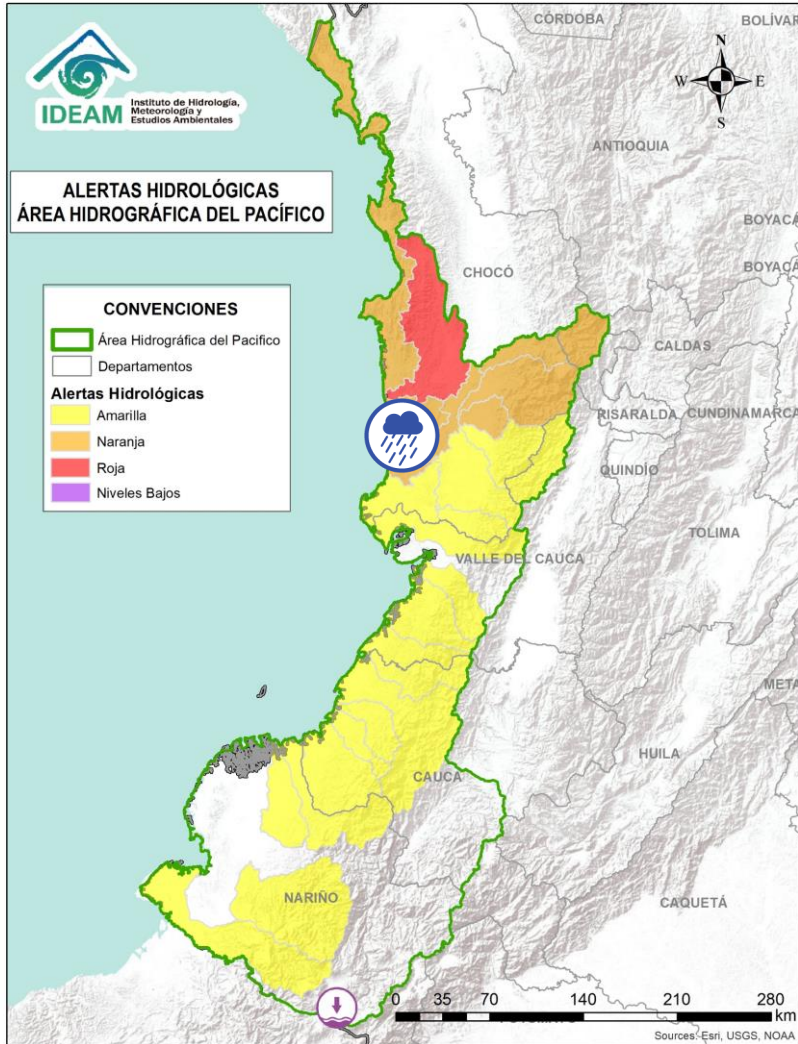 CÓRDOBA
BOLÍVAR
IDEAM
Instituto de Hidrología,
Meteorología y
Estudios Ambientales
N
W
E
S
ANTIOQUIA
ALERTAS HIDROLÓGICAS
ÁREA HIDROGRÁFICA DEL PACÍFICO
BOYACÁ
CHOCÓ
BOYACÁ
CONVENCIONES
Área Hidrográfica del Pacífico
Departamentos
Alertas Hidrológicas
Amarilla
Naranja
Roja
Niveles Bajos
CALDAS
RISARALDA
CUNDINAMARCA
QUINDÍO
TOLIMA
VALLE DEL CAUCA
META
HUILA
CAUCA
NARIÑO
CAQUETÁ
0 35 70 140 210 280
km
Sources: Esri, USGS, NOAA